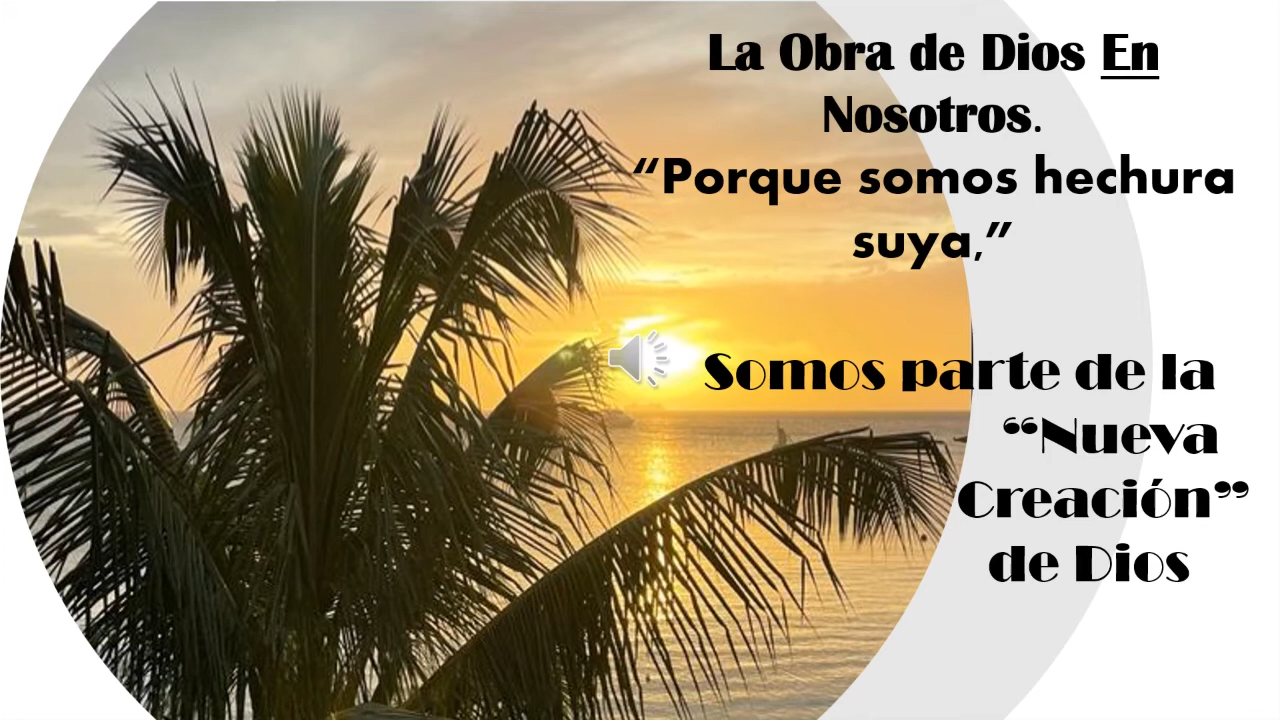 La Obra de Dios En
Nosotros.
“Porque somos hechura
suya,”
Somos parte de la
“Nueva
Creación”
de Dios